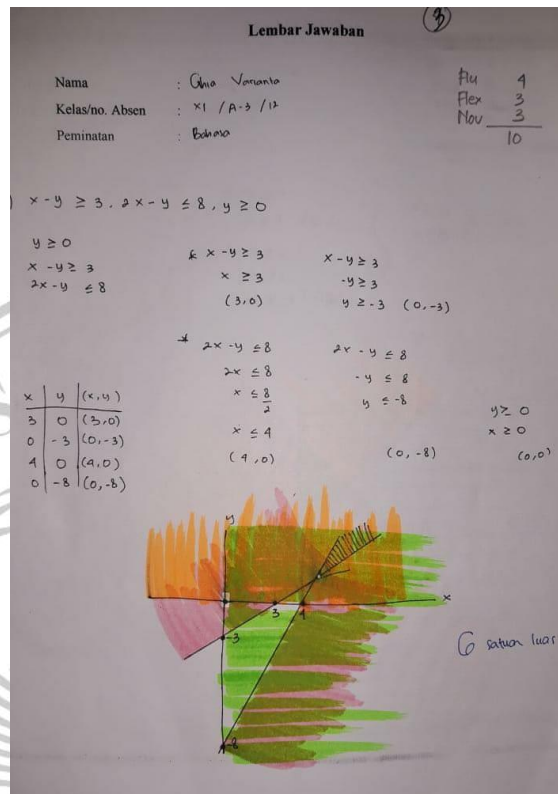 Lembar Jawaban
3
Nama : Ghia Varianta
Kelas/no. Absen : XI / A-3 / 12
Peminatan : Bahasa
Flu 4
Flex 3
Nov 3
10
) x - y ≥ 3, 2x - y ≤ 8, y ≥ 0
y ≥ 0
x - y ≥ 3
2x - y ≤ 8
x - y ≥ 3
x ≥ 3
(3,0)
x - y ≥ 3
-y ≥ 3
y ≥ -3 (0,-3)
* 2x - y ≤ 8
2x ≤ 8
x ≤ 8/2
x ≤ 4
(4,0)
2x - y ≤ 8
-y ≤ 8
y ≤ -8
(0,-8)
y ≥ 0
x ≥ 0
(0,0)
x | y | (x,y)
3 | 0 | (3,0)
0 | -3 | (0,-3)
4 | 0 | (4,0)
0 | -8 | (0,-8)
y
x
3 4
-3
-8
6 satuan luas